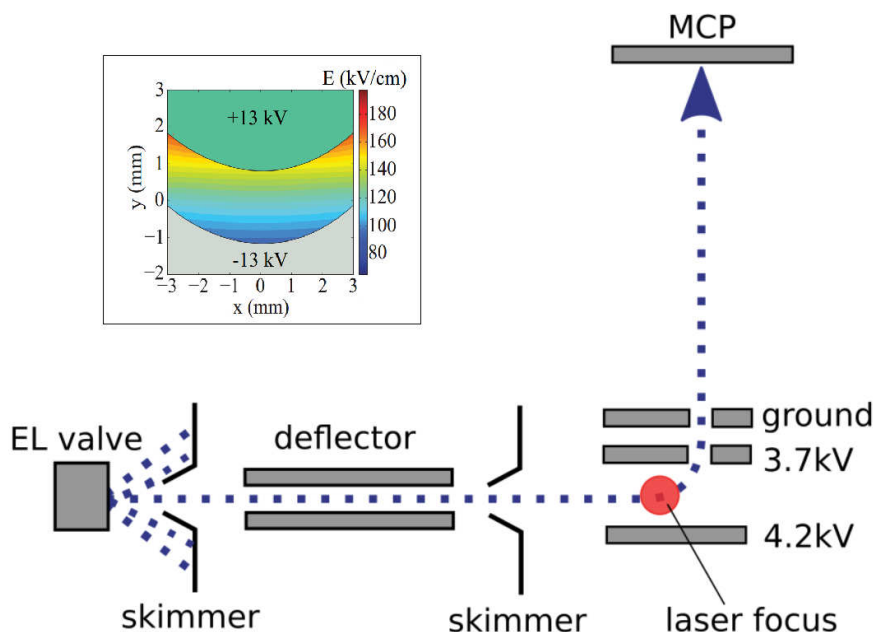 MCP
E (kV/cm)
3
2
1
0
−1
−2
y (mm)
+13 kV
-13 kV
180
160
140
120
100
80
−3 −2 −1 0 1 2 3
x (mm)
EL valve
deflector
skimmer
skimmer
ground
3.7kV
4.2kV
laser focus